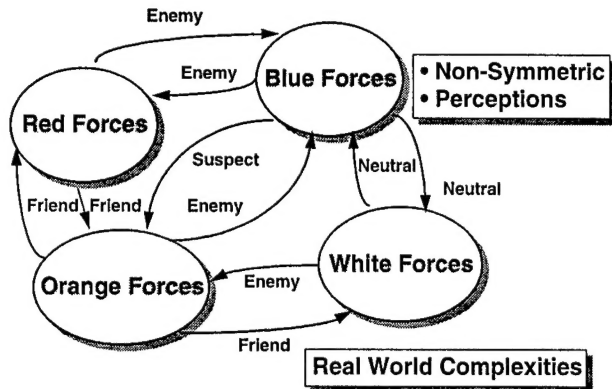 Enemy
Enemy
Blue Forces
• Non-Symmetric
• Perceptions
Red Forces
Suspect
Neutral
Neutral
Friend
Friend
Enemy
Orange Forces
Enemy
White Forces
Friend
Real World Complexities